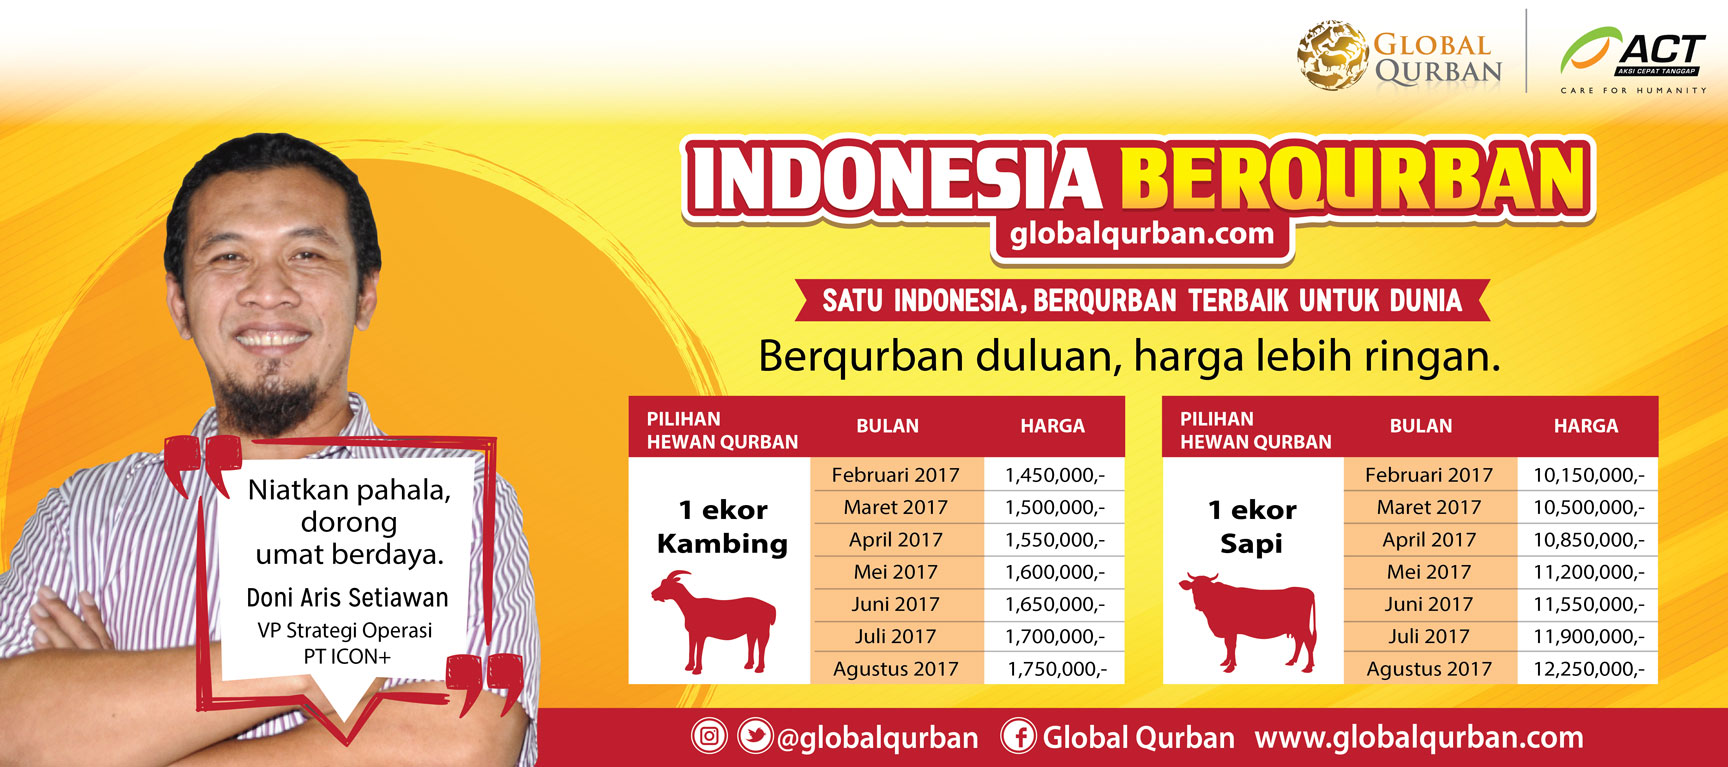 GLOBAL
QURBAN
ACT
AKSI CEPAT TANGGAP
CARE FOR HUMANITY
INDONESIA BERQURBAN
globalqurban.com
SATU INDONESIA, BERQURBAN TERBAIK UNTUK DUNIA
Berqurban duluan, harga lebih ringan.
PILIHAN
HEWAN QURBAN
BULAN
HARGA
1 ekor
Kambing
Februari 2017 1,450,000,-
Maret 2017 1,500,000,-
April 2017 1,550,000,-
Mei 2017 1,600,000,-
Juni 2017 1,650,000,-
Juli 2017 1,700,000,-
Agustus 2017 1,750,000,-
PILIHAN
HEWAN QURBAN
BULAN
HARGA
1 ekor
Sapi
Februari 2017 10,150,000,-
Maret 2017 10,500,000,-
April 2017 10,850,000,-
Mei 2017 11,200,000,-
Juni 2017 11,550,000,-
Juli 2017 11,900,000,-
Agustus 2017 12,250,000,-
Niatkan pahala,
dorong
umat berdaya.
Doni Aris Setiawan
VP Strategi Operasi
PT ICON+
@globalqurban Global Qurban www.globalqurban.com